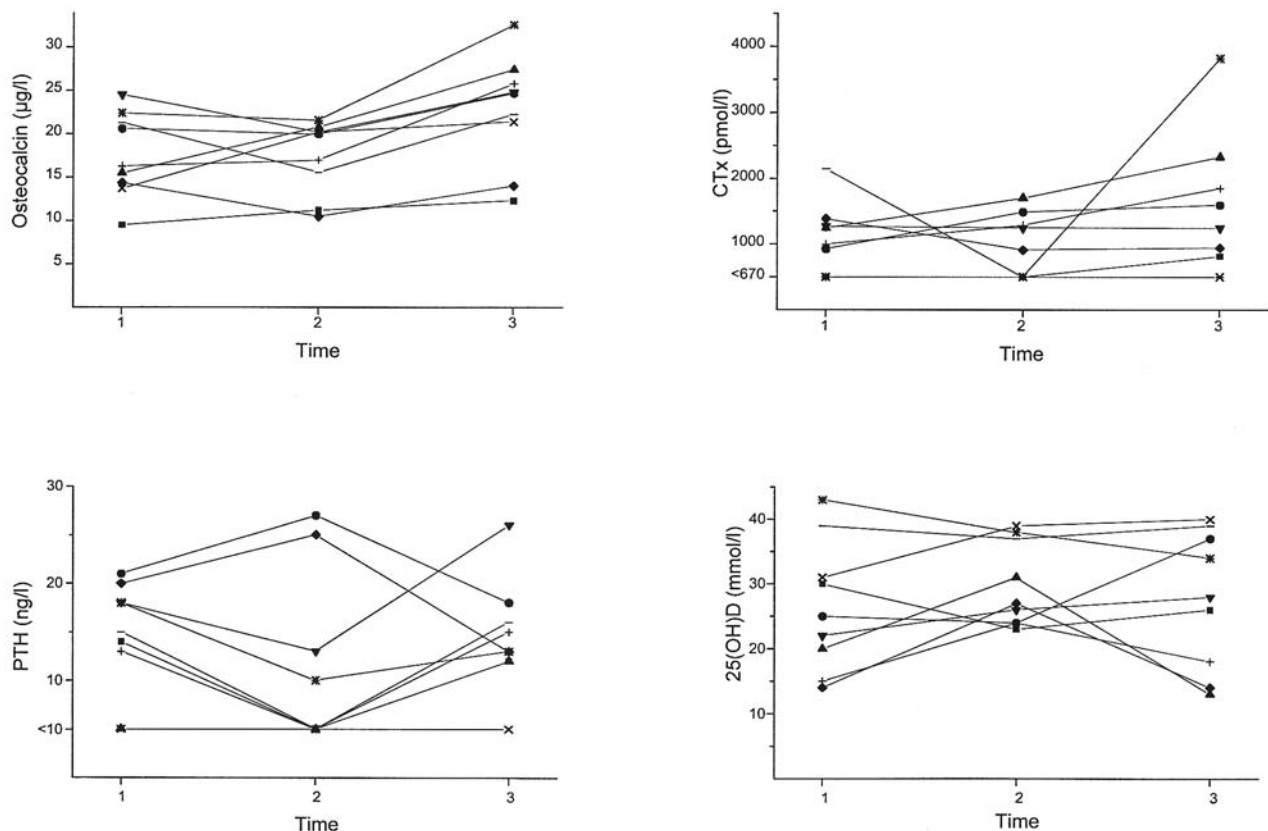 30
25
20
15
10
5
Osteocalcin (µg/l)
1 2 3
Time
4000
3000
2000
1000
<670
CTx (pmol/l)
1 2 3
Time
30
20
10
<10
PTH (ng/l)
1 2 3
Time
40
30
20
10
25(OH)D (mmol/l)
1 2 3
Time